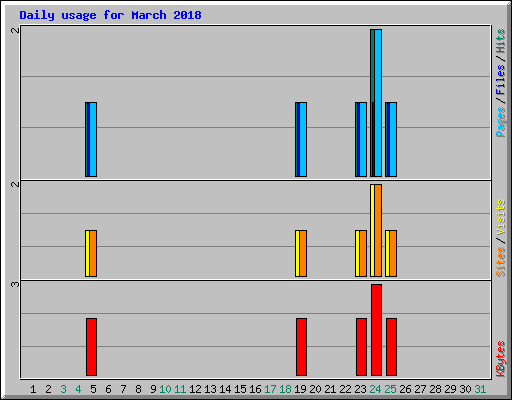 Daily usage for March 2018
2
2
3
Pages / Files / Hits
Sites / Visits
KBytes
1 2 3 4 5 6 7 8 9 10 11 12 13 14 15 16 17 18 19 20 21 22 23 24 25 26 27 28 29 30 31